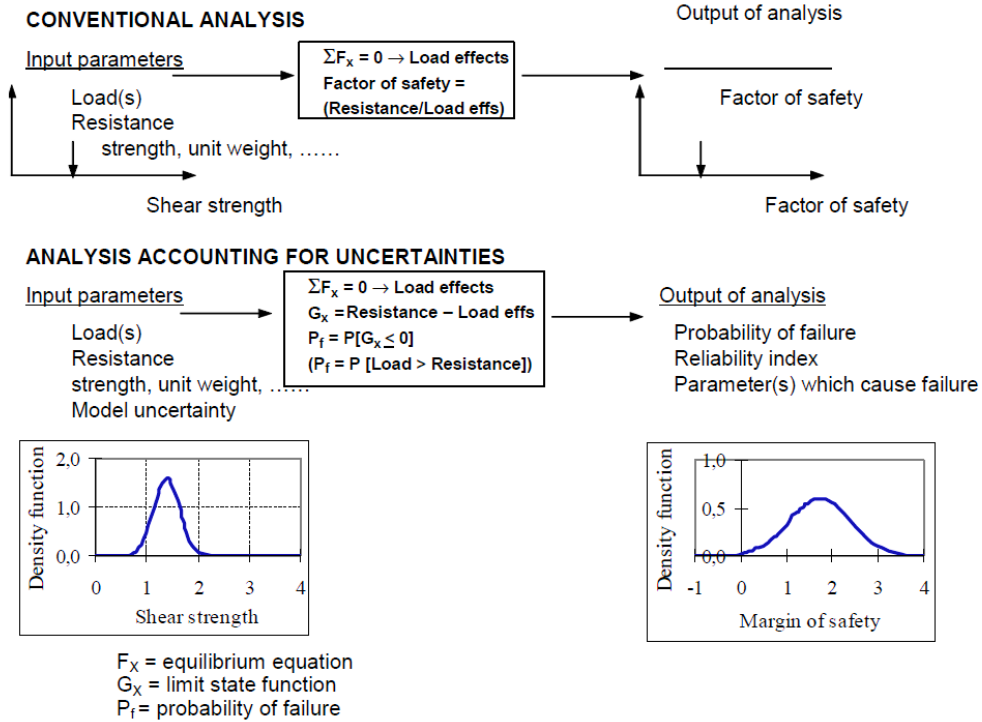 CONVENTIONAL ANALYSIS
Input parameters
Load(s)
Resistance
strength, unit weight, ......
Shear strength
ΣFₓ = 0 → Load effects
Factor of safety =
(Resistance/Load effs)
Output of analysis
Factor of safety
Factor of safety
ANALYSIS ACCOUNTING FOR UNCERTAINTIES
Input parameters
Load(s)
Resistance
strength, unit weight, ......
Model uncertainty
ΣFₓ = 0 → Load effects
Gₓ = Resistance – Load effs
P_f = P[Gₓ ≤ 0]
(P_f = P [Load > Resistance])
Output of analysis
Probability of failure
Reliability index
Parameter(s) which cause failure
Density function
2,0
1,0
0,0
0 1 2 3 4
Shear strength
Density function
1,0
0,5
0,0
-1 0 1 2 3 4
Margin of safety
F_X = equilibrium equation
G_X = limit state function
P_f = probability of failure